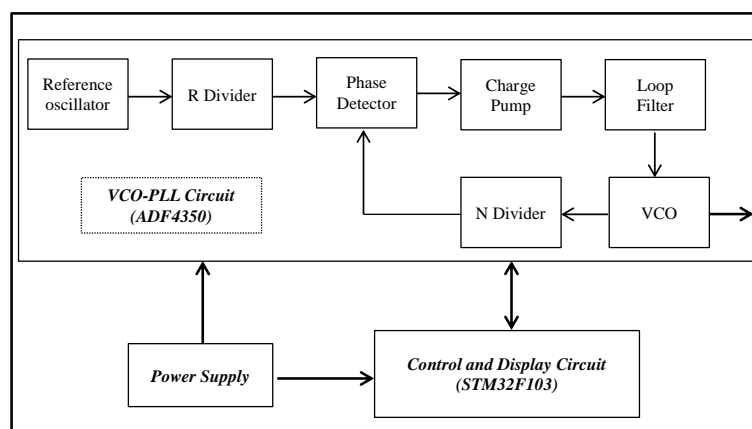 Reference
oscillator
R Divider
Phase
Detector
Charge
Pump
Loop
Filter
VCO-PLL Circuit
(ADF4350)
N Divider
VCO
Power Supply
Control and Display Circuit
(STM32F103)